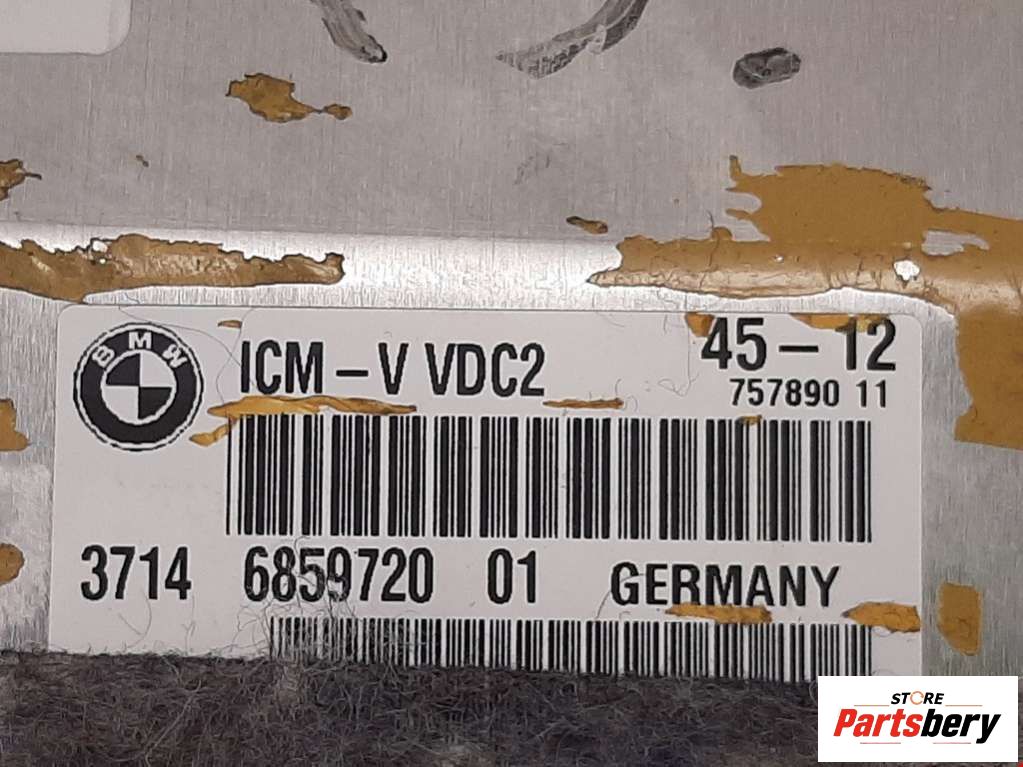 BMW
ICM – V VDC2
45 – 12
757890 11
3714 6859720 01 GERMANY
STORE
Partsbery